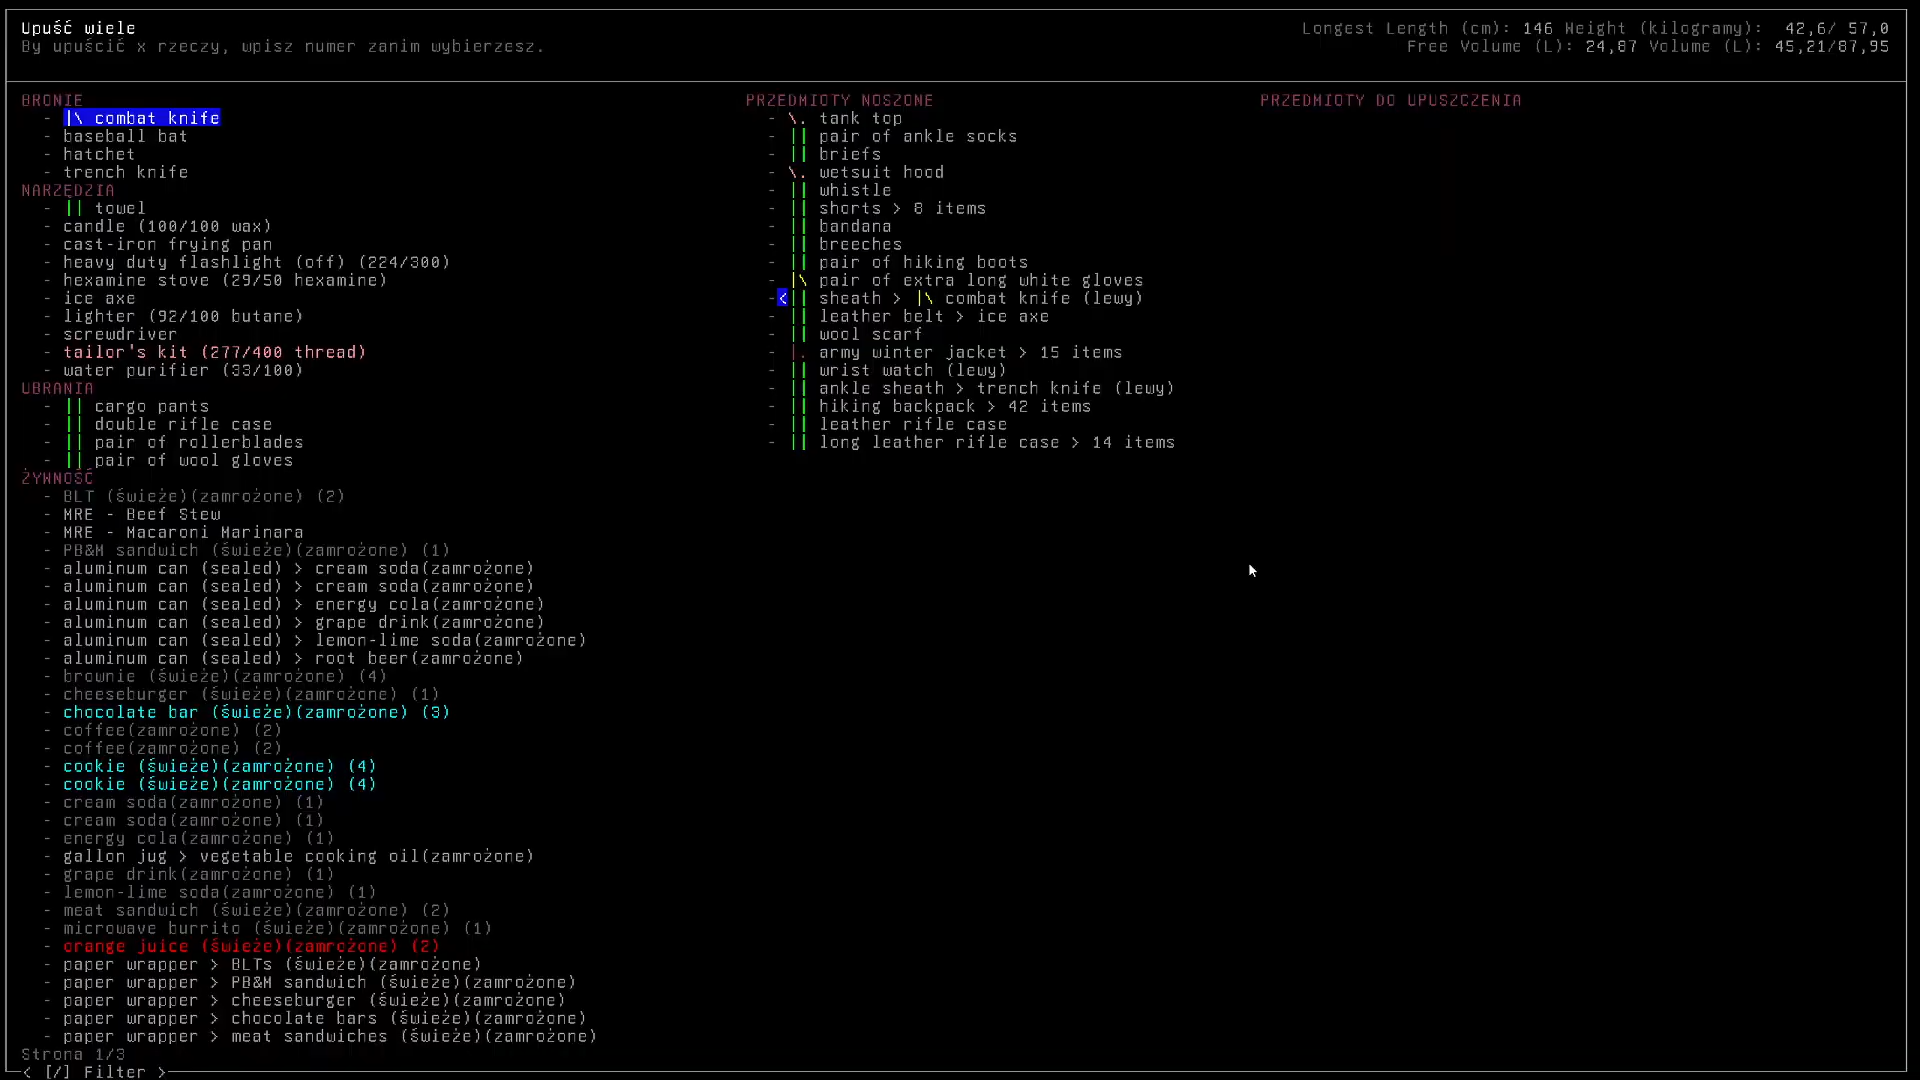 Upuść wiele
By upuścić x rzeczy, wpisz numer zanim wybierzesz.
Longest Length (cm): 146 Weight (kilogramy): 42,6/ 57,0
Free Volume (L): 24,87 Volume (L): 45,21/87,95
BRONIE
- |\ combat knife
- baseball bat
- hatchet
- trench knife
NARZĘDZIA
- || towel
- candle (100/100 wax)
- cast-iron frying pan
- heavy duty flashlight (off) (224/300)
- hexamine stove (29/50 hexamine)
- ice axe
- lighter (92/100 butane)
- screwdriver
- tailor's kit (277/400 thread)
- water purifier (33/100)
UBRANIA
- || cargo pants
- || double rifle case
- || pair of rollerblades
- || pair of wool gloves
ŻYWNOŚĆ
- BLT (świeże)(zamrożone) (2)
- MRE - Beef Stew
- MRE - Macaroni Marinara
- PB&M sandwich (świeże)(zamrożone) (1)
- aluminum can (sealed) > cream soda(zamrożone)
- aluminum can (sealed) > cream soda(zamrożone)
- aluminum can (sealed) > energy cola(zamrożone)
- aluminum can (sealed) > grape drink(zamrożone)
- aluminum can (sealed) > lemon-lime soda(zamrożone)
- aluminum can (sealed) > root beer(zamrożone)
- brownie (świeże)(zamrożone) (4)
- cheeseburger (świeże)(zamrożone) (1)
- chocolate bar (świeże)(zamrożone) (3)
- coffee(zamrożone) (2)
- coffee(zamrożone) (2)
- cookie (świeże)(zamrożone) (4)
- cookie (świeże)(zamrożone) (4)
- cream soda(zamrożone) (1)
- cream soda(zamrożone) (1)
- energy cola(zamrożone) (1)
- gallon jug > vegetable cooking oil(zamrożone)
- grape drink(zamrożone) (1)
- lemon-lime soda(zamrożone) (1)
- meat sandwich (świeże)(zamrożone) (2)
- microwave burrito (świeże)(zamrożone) (1)
- orange juice (świeże)(zamrożone) (2)
- paper wrapper > BLTs (świeże)(zamrożone)
- paper wrapper > PB&M sandwich (świeże)(zamrożone)
- paper wrapper > cheeseburger (świeże)(zamrożone)
- paper wrapper > chocolate bars (świeże)(zamrożone)
- paper wrapper > meat sandwiches (świeże)(zamrożone)
Strona 1/3
< [/] Filter >
PRZEDMIOTY NOSZONE
- \. tank top
- || pair of ankle socks
- || briefs
- \. wetsuit hood
- || whistle
- || shorts > 8 items
- || bandana
- || breeches
- || pair of hiking boots
- |\ pair of extra long white gloves
-< || sheath > |\ combat knife (lewy)
- || leather belt > ice axe
- || wool scarf
- |. army winter jacket > 15 items
- || wrist watch (lewy)
- || ankle sheath > trench knife (lewy)
- || hiking backpack > 42 items
- || leather rifle case
- || long leather rifle case > 14 items
PRZEDMIOTY DO UPUSZCZENIA